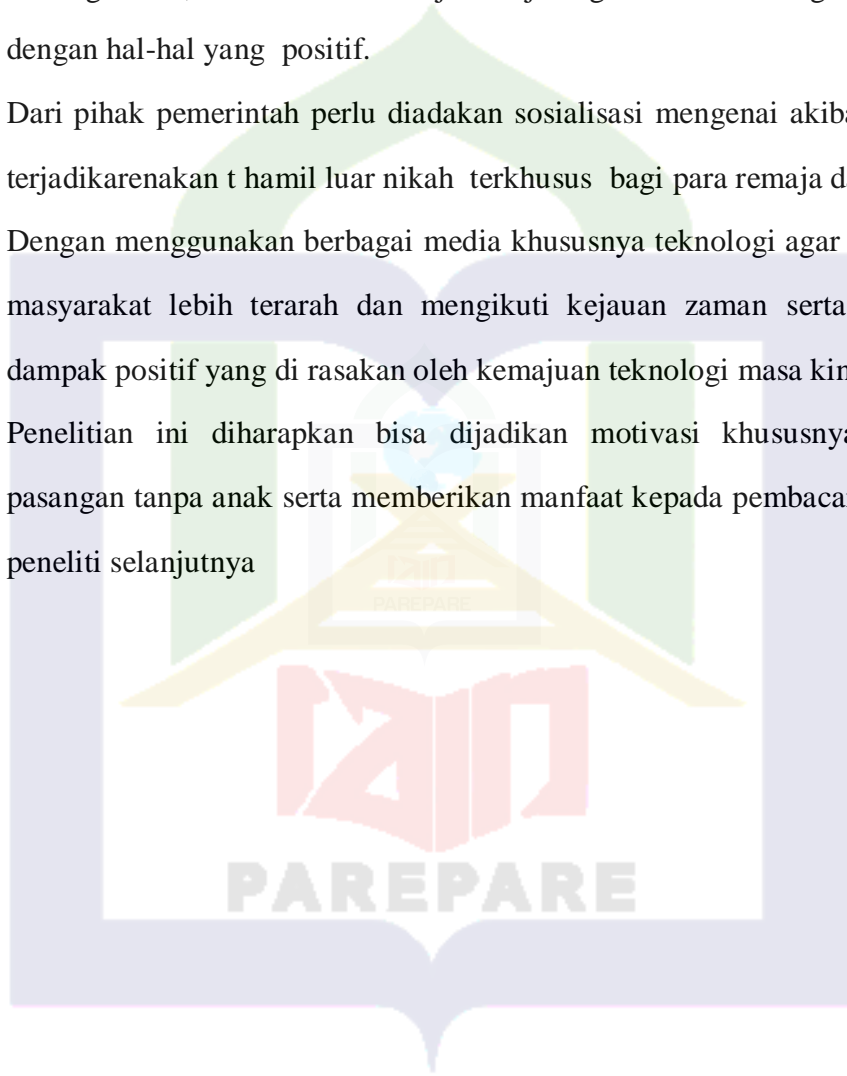 dengan hal-hal yang positif.
Dari pihak pemerintah perlu diadakan sosialisasi mengenai
terjadikarenakan t hamil luar nikah terkhusus bagi para remaja
Dengan menggunakan berbagai media khususnya teknologi agar
masyarakat lebih terarah dan mengikuti kejauan zaman serta
dampak positif yang di rasakan oleh kemajuan teknologi masa
Penelitian ini diharapkan bisa dijadikan motivasi khususnya
pasangan tanpa anak serta memberikan manfaat kepada
peneliti selanjutnya
IAIN
PAREPARE
IAIN
PAREPARE